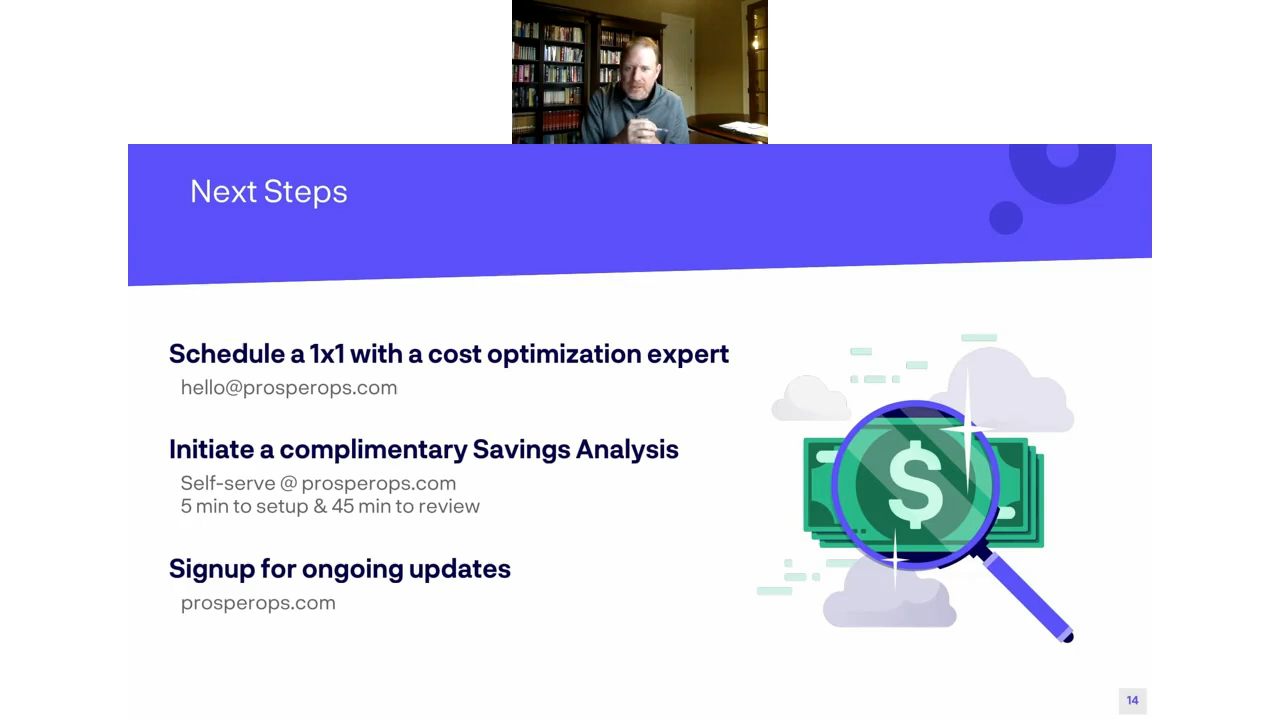 Next Steps
Schedule a 1x1 with a cost optimization expert
hello@prosperops.com
Initiate a complimentary Savings Analysis
Self-serve @ prosperops.com
5 min to setup & 45 min to review
Signup for ongoing updates
prosperops.com
$
14